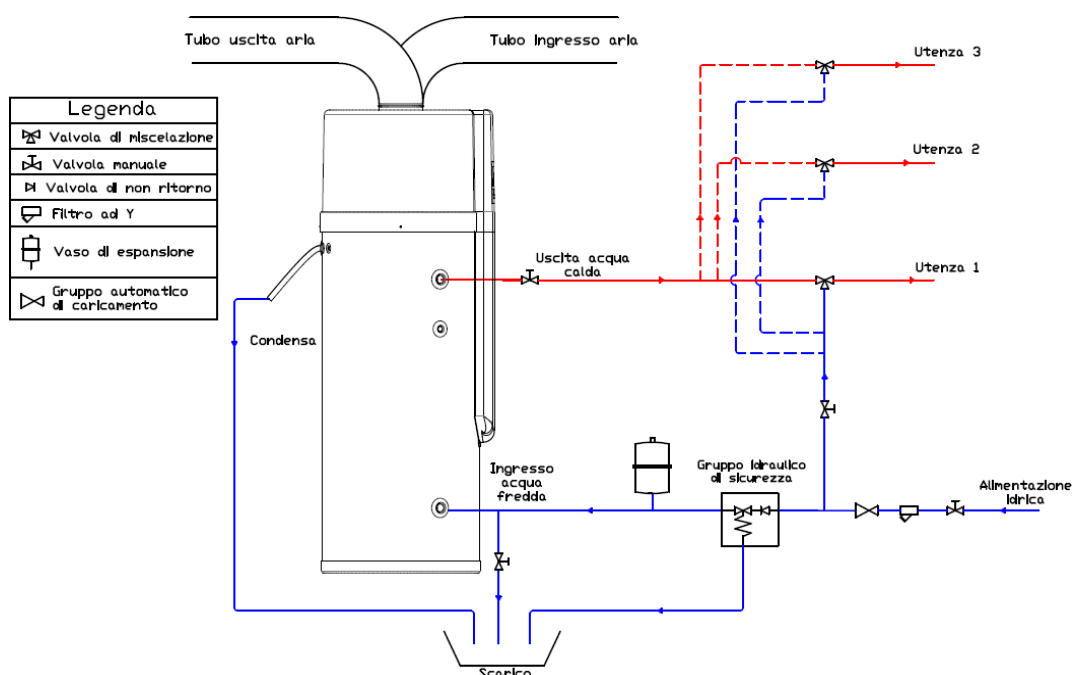 Tubo uscita aria
Tubo ingresso aria
Utenza 3
Legenda
Valvola di miscelazione
Valvola manuale
Valvola di non ritorno
Filtro ad Y
Vaso di espansione
Gruppo automatico
di caricamento
Utenza 2
Uscita acqua
calda
Utenza 1
Condensa
Ingresso
acqua
fredda
Gruppo idraulico
di sicurezza
Alimentazione
idrica
Scarico